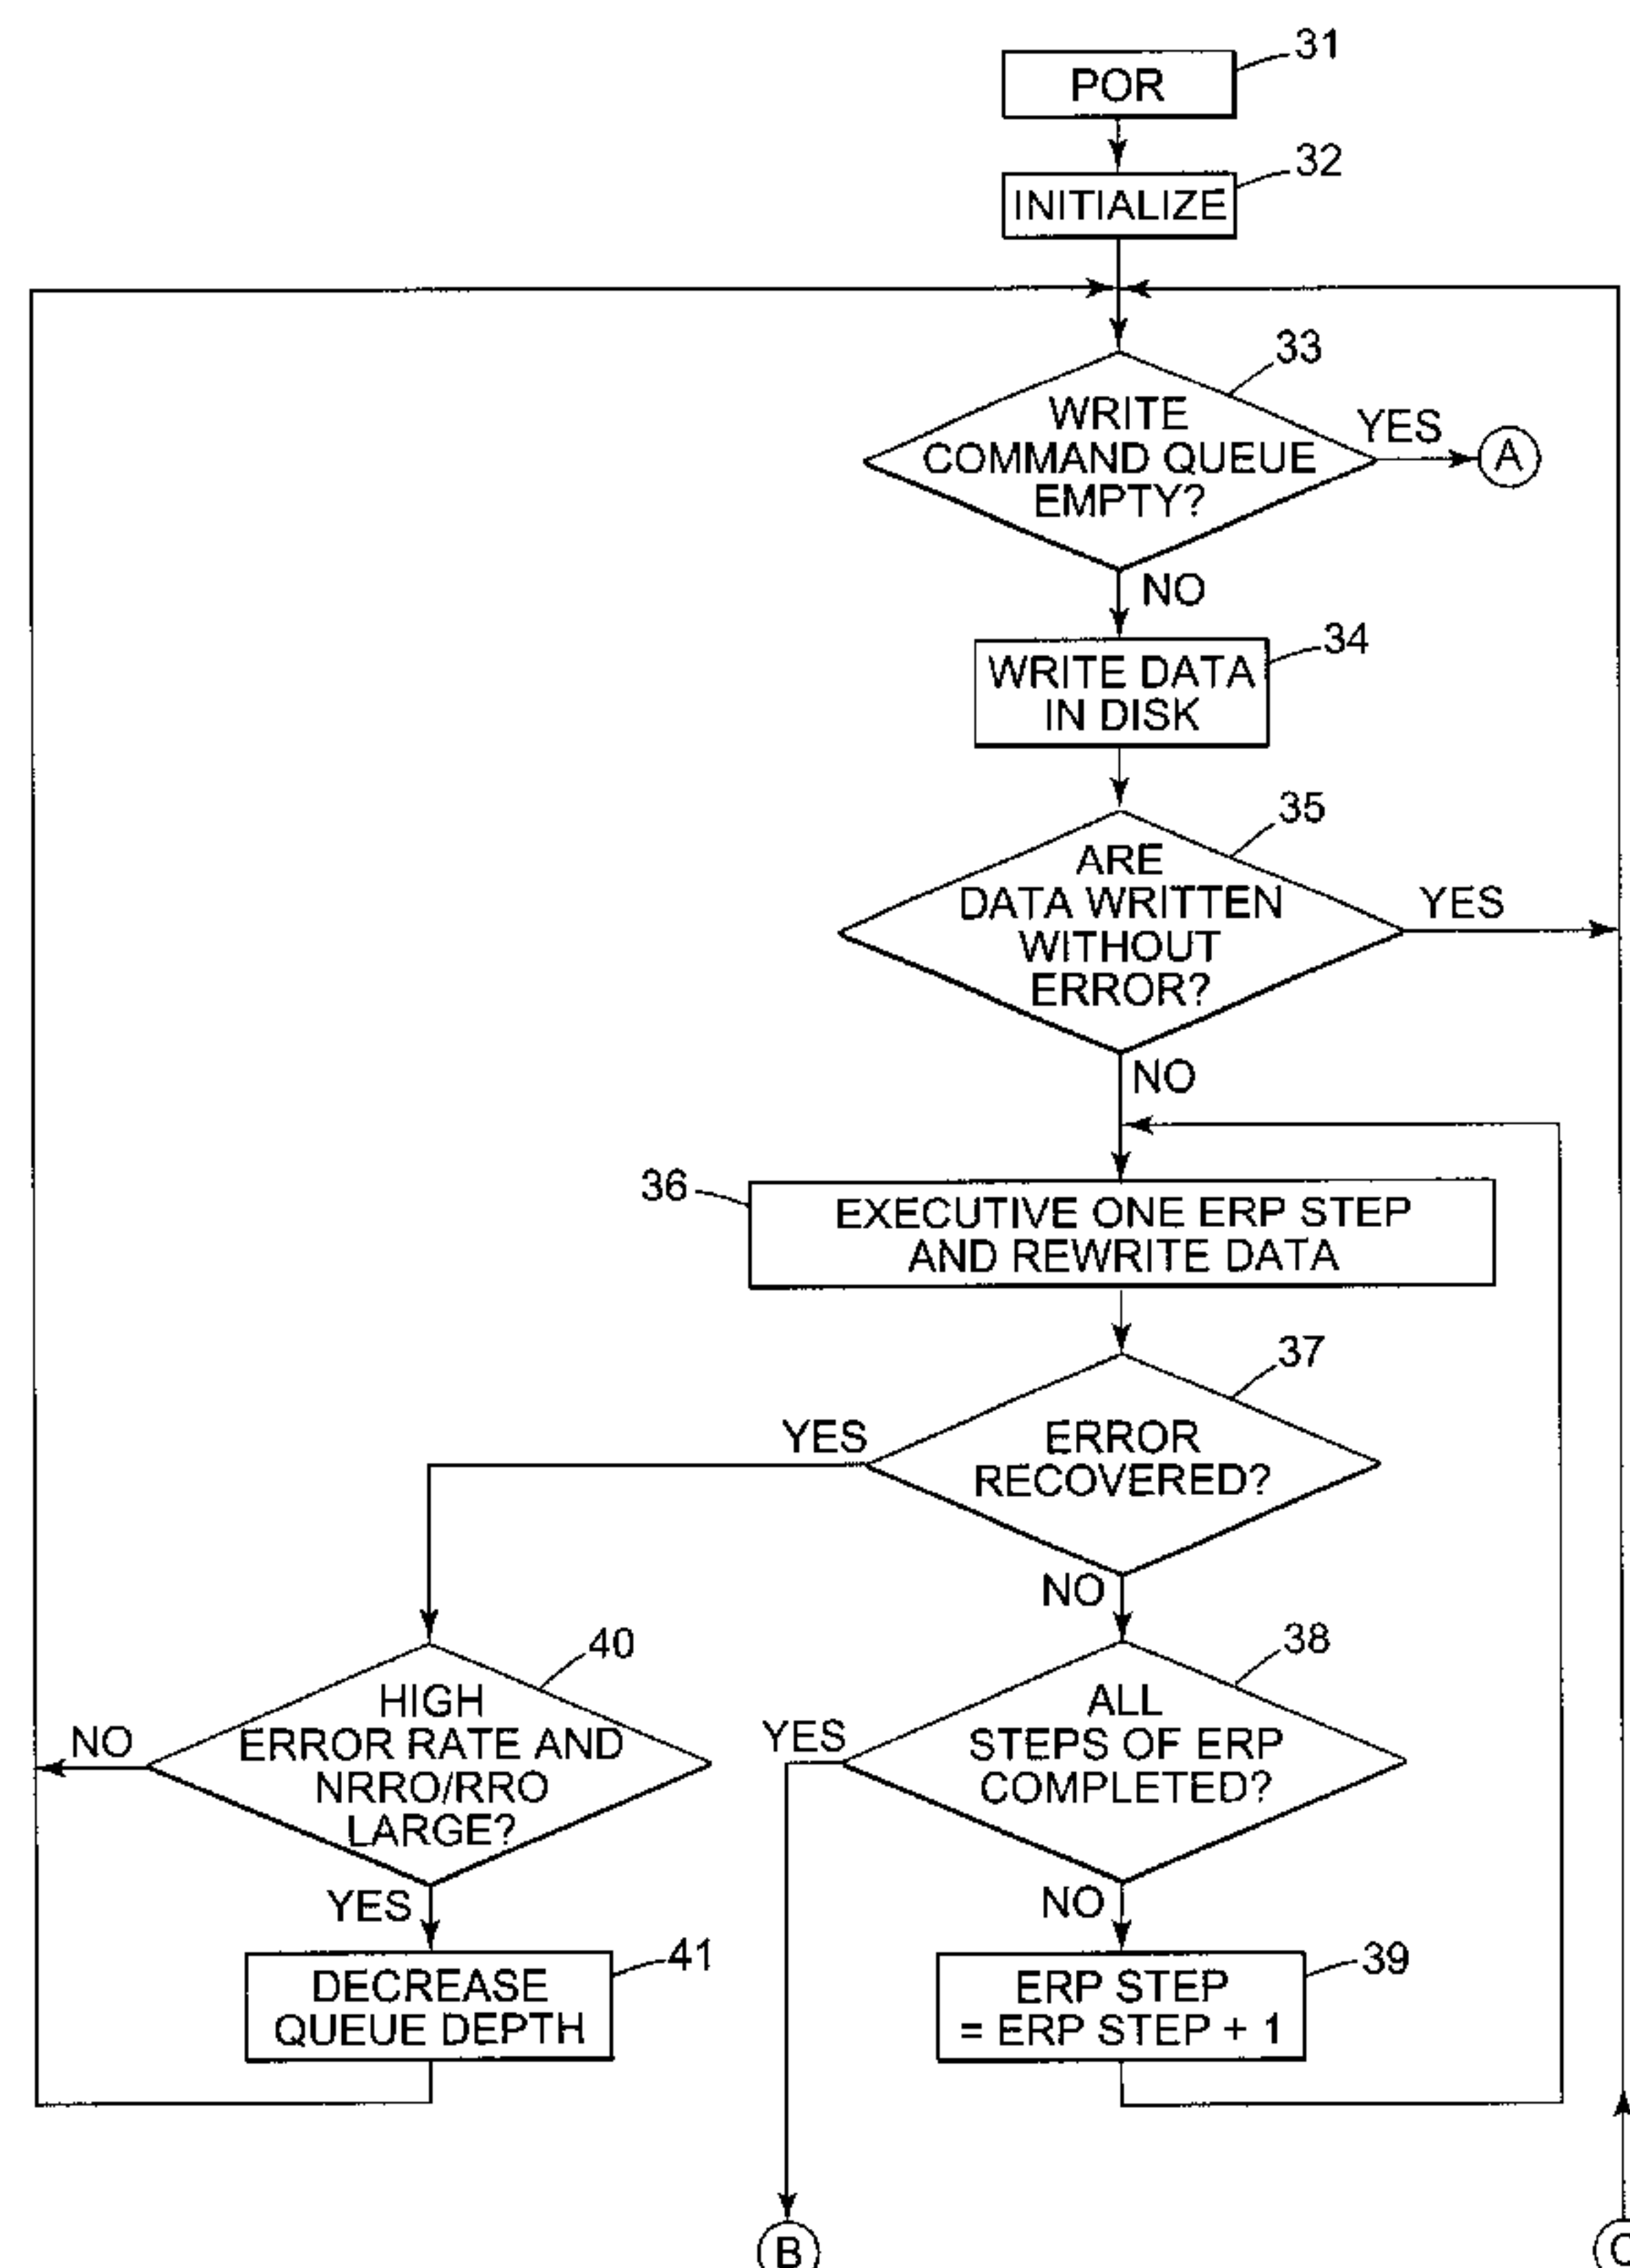 31
POR
32
INITIALIZE
33
WRITE
COMMAND QUEUE
EMPTY?
YES
A
NO
34
WRITE DATA
IN DISK
35
ARE
DATA WRITTEN
WITHOUT
ERROR?
YES
NO
36
EXECUTIVE ONE ERP STEP
AND REWRITE DATA
37
YES
ERROR
RECOVERED?
NO
40
HIGH
ERROR RATE AND
NRRO/RRO
LARGE?
NO
YES
41
DECREASE
QUEUE DEPTH
38
YES
ALL
STEPS OF ERP
COMPLETED?
NO
39
ERP STEP
= ERP STEP + 1
B